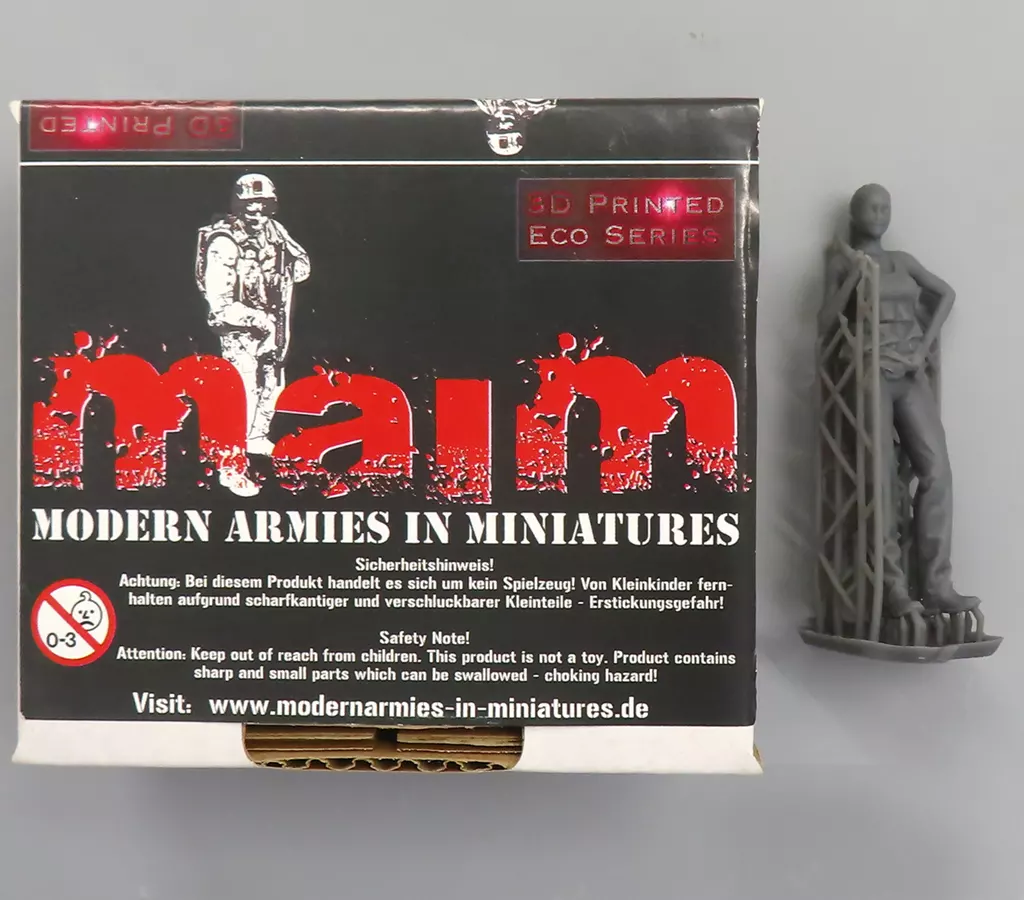 3D PRINTED
3D PRINTED
ECO SERIES
maim
MODERN ARMIES IN MINIATURES
Sicherheitshinweis!
Achtung: Bei diesem Produkt handelt es sich um kein Spielzeug! Von Kleinkinder fern-
halten aufgrund scharfkantiger und verschluckbarer Kleinteile - Erstickungsgefahr!
0-3
Safety Note!
Attention: Keep out of reach from children. This product is not a toy. Product contains
sharp and small parts which can be swallowed - choking hazard!
Visit: www.modernarmies-in-miniatures.de